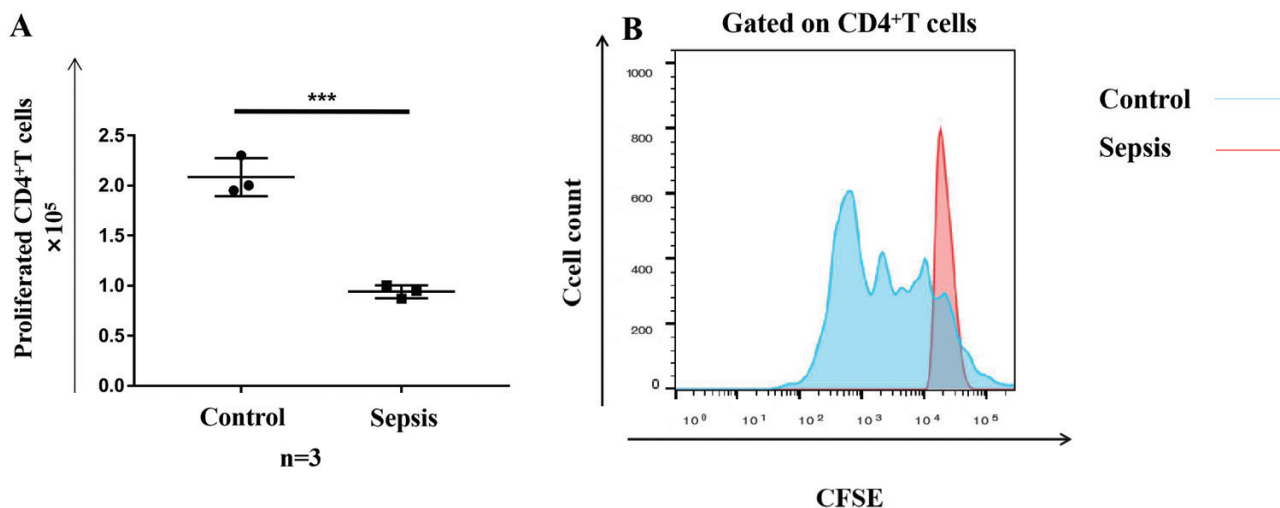 A
Proliferated CD4⁺T cells
×10⁵
***
2.5
2.0
1.5
1.0
0.5
0.0
Control
Sepsis
n=3
B
Gated on CD4⁺T cells
Ccell count
1000
800
600
400
200
0
10⁰ 10¹ 10² 10³ 10⁴ 10⁵
CFSE
Control
Sepsis